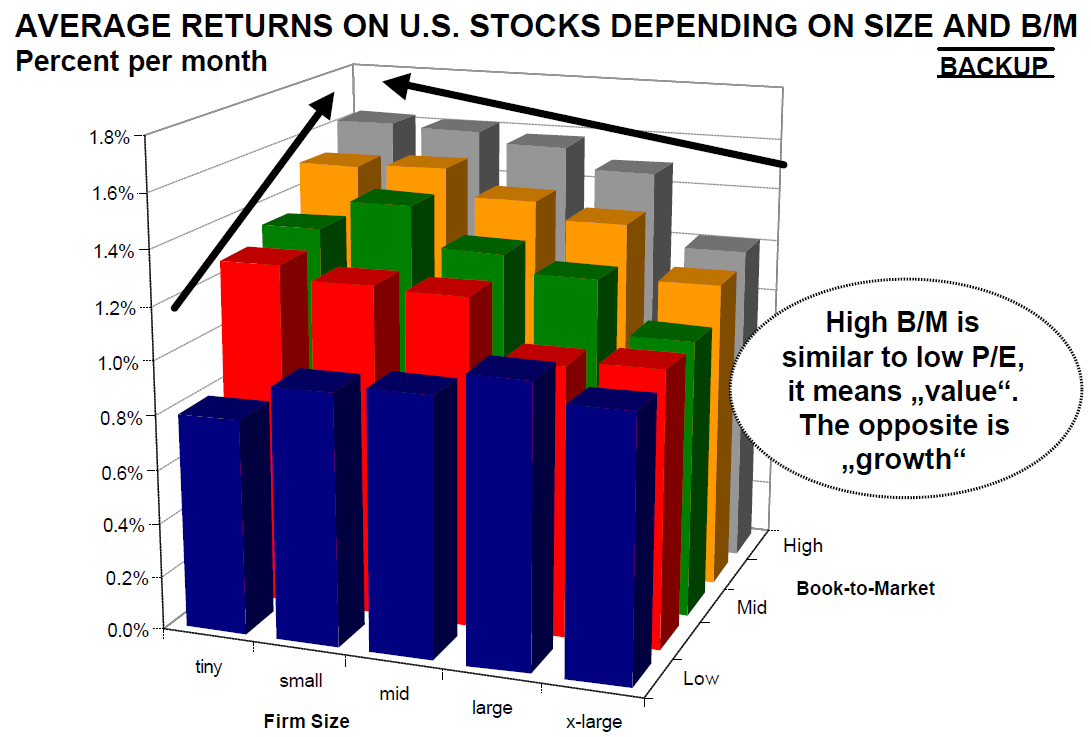 AVERAGE RETURNS ON U.S. STOCKS DEPENDING ON SIZE AND B/M
Percent per month
BACKUP
1.8%
1.6%
1.4%
1.2%
1.0%
0.8%
0.6%
0.4%
0.2%
0.0%
High B/M is
similar to low P/E,
it means „value“.
The opposite is
„growth“
High
Book-to-Market
Mid
Low
tiny
small
mid
large
x-large
Firm Size